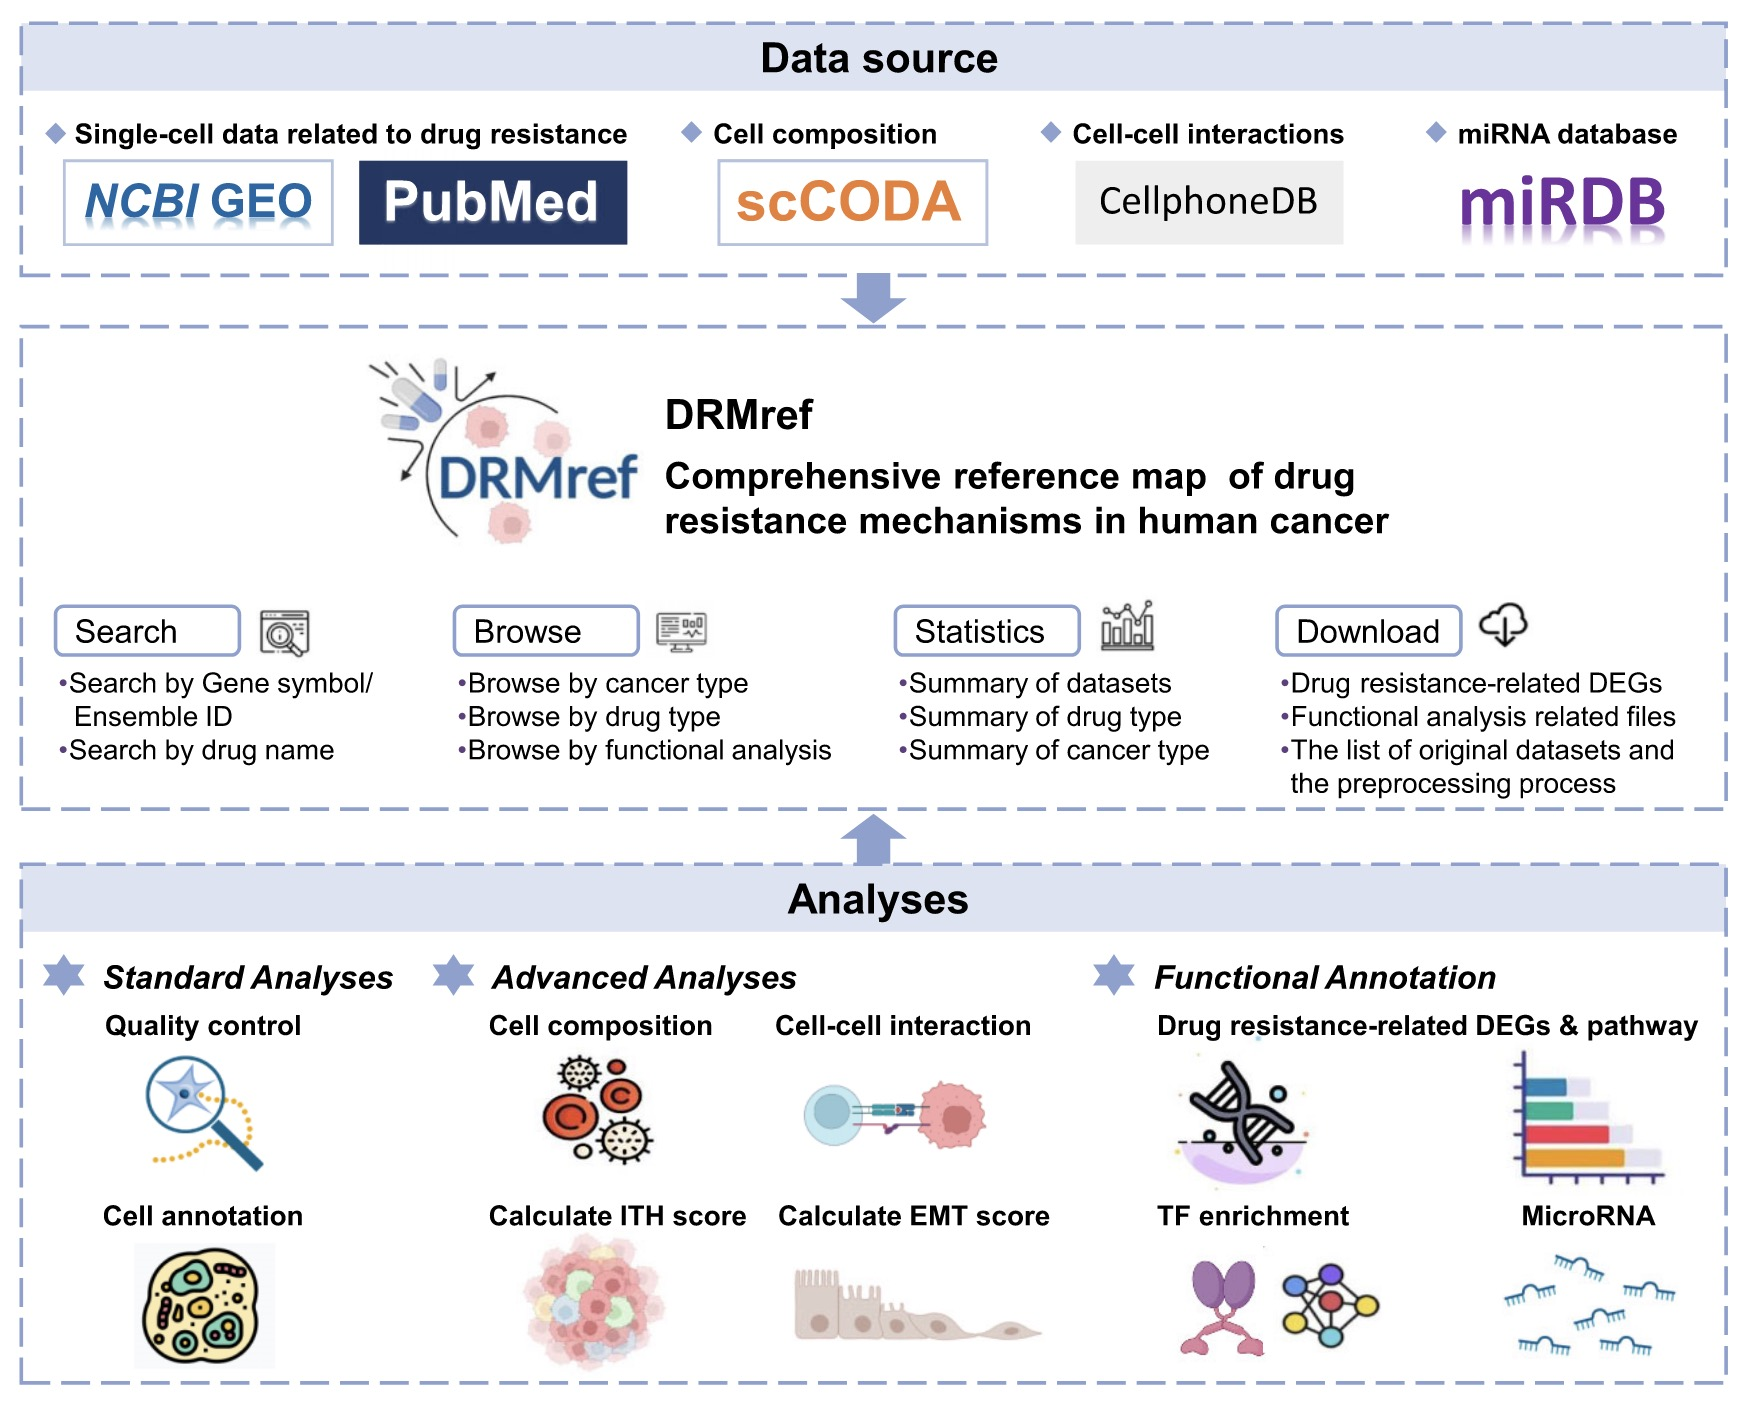 Data source
Single-cell data related to drug resistance
NCBI GEO
PubMed
Cell composition
scCODA
Cell-cell interactions
CellphoneDB
miRNA database
miRDB
DRMref
DRMref
Comprehensive reference map of drug
resistance mechanisms in human cancer
Search
•Search by Gene symbol/
Ensemble ID
•Search by drug name
Browse
•Browse by cancer type
•Browse by drug type
•Browse by functional analysis
Statistics
•Summary of datasets
•Summary of drug type
•Summary of cancer type
Download
•Drug resistance-related DEGs
•Functional analysis related files
•The list of original datasets and
the preprocessing process
Analyses
Standard Analyses
Quality control
Cell annotation
Advanced Analyses
Cell composition
Cell-cell interaction
Calculate ITH score
Calculate EMT score
Functional Annotation
Drug resistance-related DEGs & pathway
TF enrichment
MicroRNA